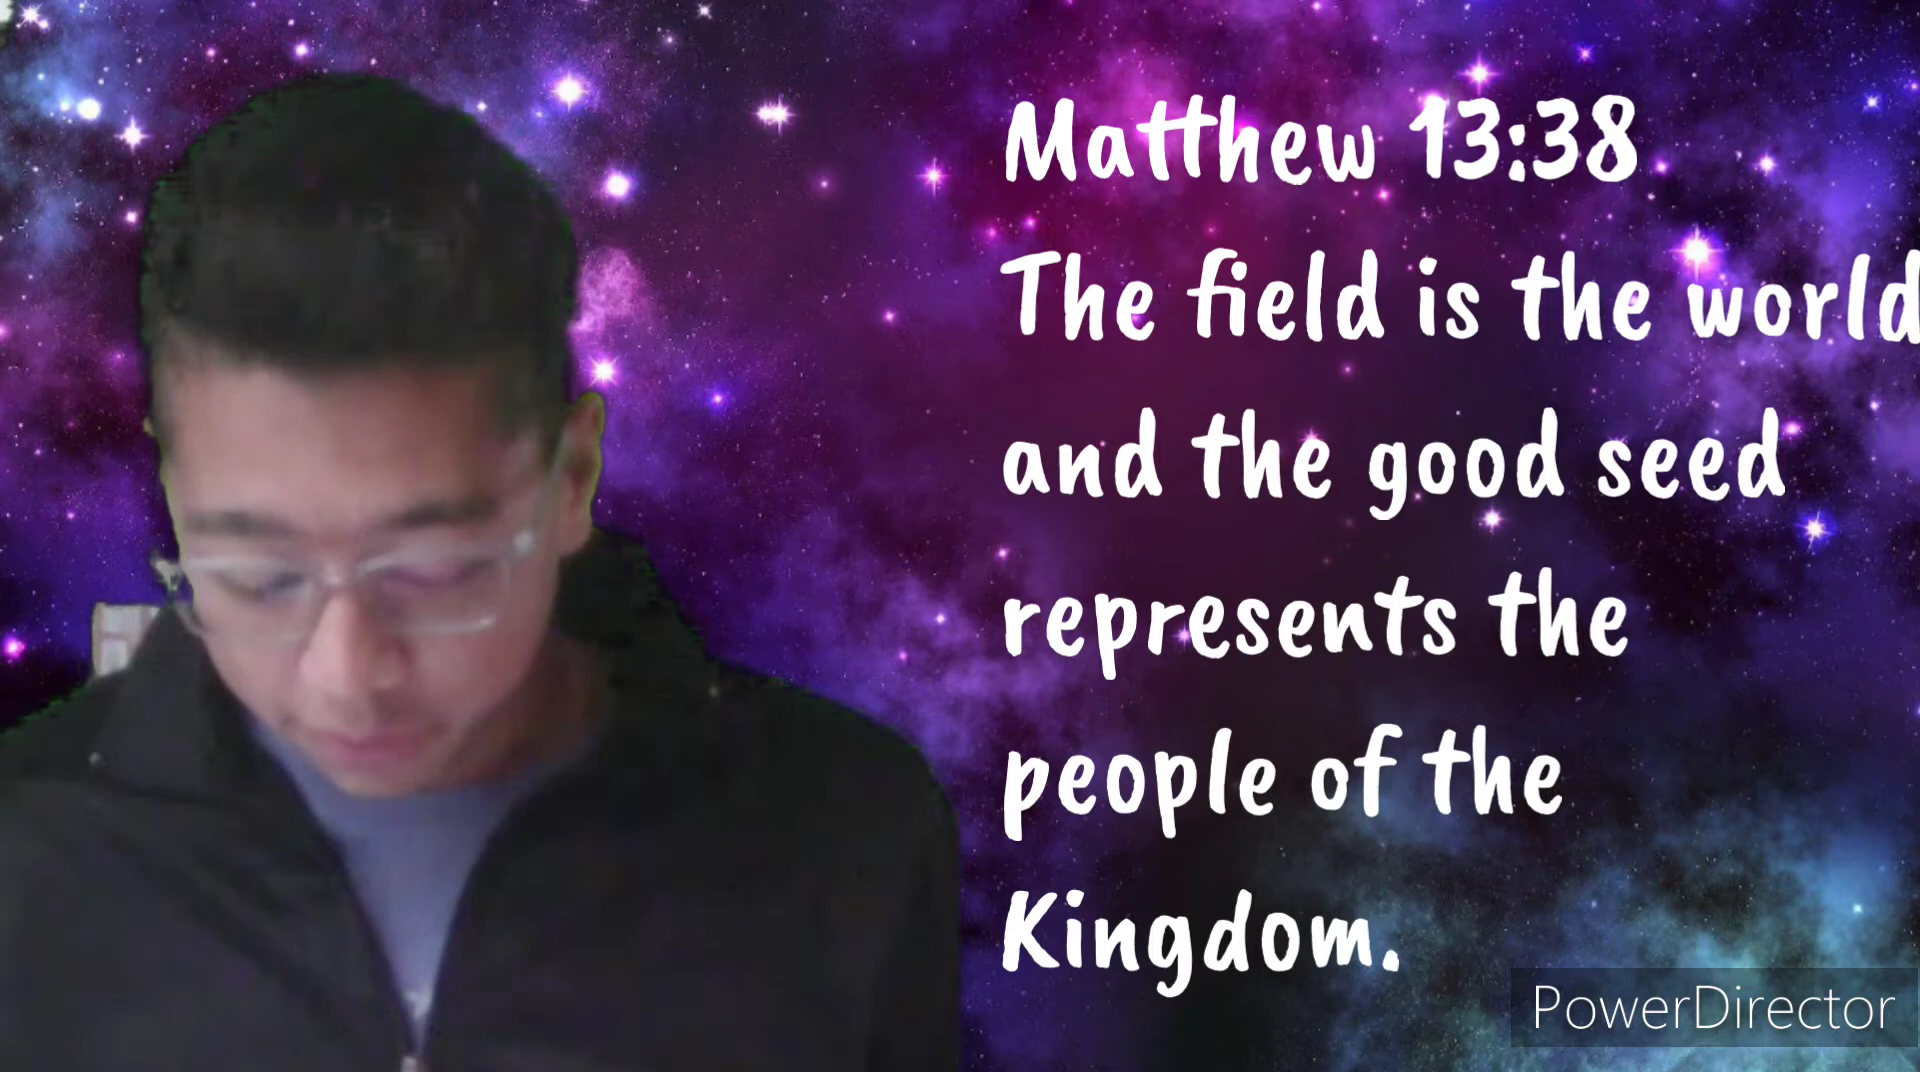 Matthew 13:38
The field is the world
and the good seed
represents the
people of the
Kingdom.
PowerDirector